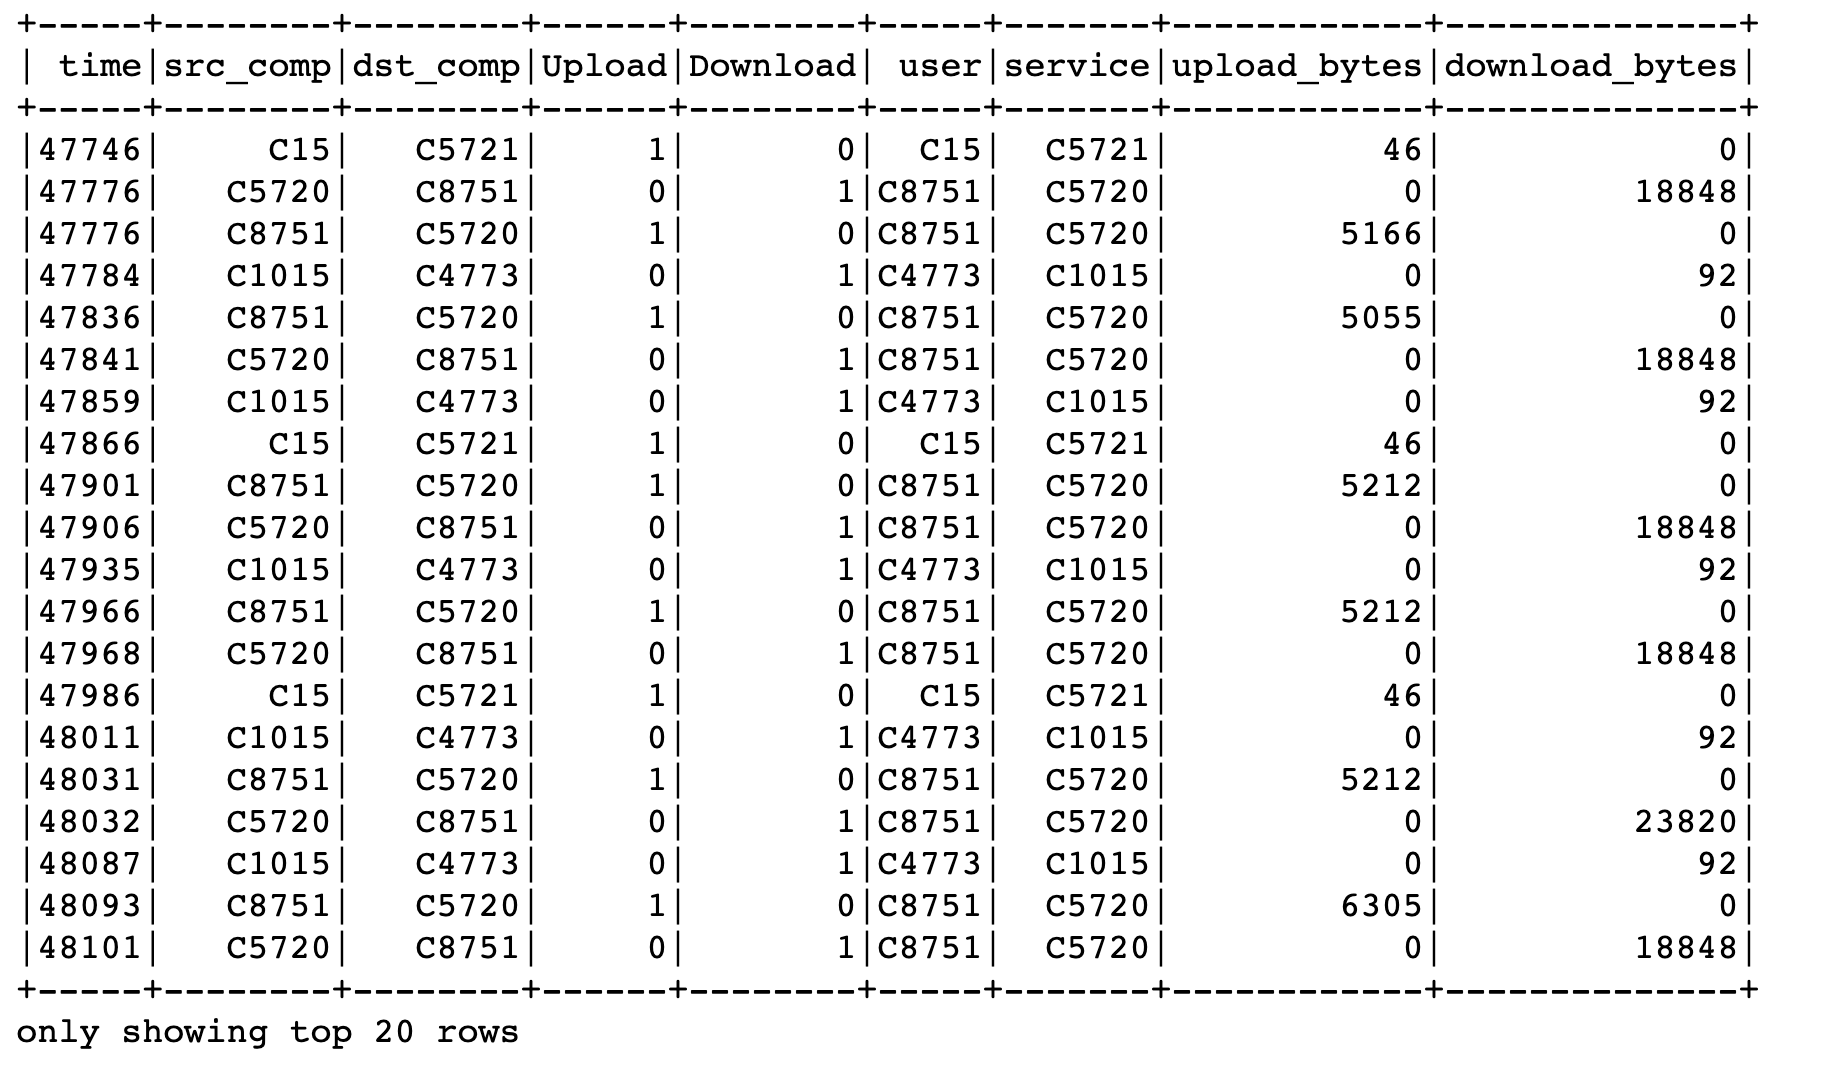 +-----+--------+--------+------+--------+-----+-------+------------+--------------+
| time|src_comp|dst_comp|Upload|Download| user|service|upload_bytes|download_bytes|
+-----+--------+--------+------+--------+-----+-------+------------+--------------+
|47746|     C15|   C5721|     1|       0|  C15|  C5721|          46|             0|
|47776|   C5720|   C8751|     0|       1|C8751|  C5720|           0|         18848|
|47776|   C8751|   C5720|     1|       0|C8751|  C5720|        5166|             0|
|47784|   C1015|   C4773|     0|       1|C4773|  C1015|           0|            92|
|47836|   C8751|   C5720|     1|       0|C8751|  C5720|        5055|             0|
|47841|   C5720|   C8751|     0|       1|C8751|  C5720|           0|         18848|
|47859|   C1015|   C4773|     0|       1|C4773|  C1015|           0|            92|
|47866|     C15|   C5721|     1|       0|  C15|  C5721|          46|             0|
|47901|   C8751|   C5720|     1|       0|C8751|  C5720|        5212|             0|
|47906|   C5720|   C8751|     0|       1|C8751|  C5720|           0|         18848|
|47935|   C1015|   C4773|     0|       1|C4773|  C1015|           0|            92|
|47966|   C8751|   C5720|     1|       0|C8751|  C5720|        5212|             0|
|47968|   C5720|   C8751|     0|       1|C8751|  C5720|           0|         18848|
|47986|     C15|   C5721|     1|       0|  C15|  C5721|          46|             0|
|48011|   C1015|   C4773|     0|       1|C4773|  C1015|           0|            92|
|48031|   C8751|   C5720|     1|       0|C8751|  C5720|        5212|             0|
|48032|   C5720|   C8751|     0|       1|C8751|  C5720|           0|         23820|
|48087|   C1015|   C4773|     0|       1|C4773|  C1015|           0|            92|
|48093|   C8751|   C5720|     1|       0|C8751|  C5720|        6305|             0|
|48101|   C5720|   C8751|     0|       1|C8751|  C5720|           0|         18848|
+-----+--------+--------+------+--------+-----+-------+------------+--------------+
only showing top 20 rows